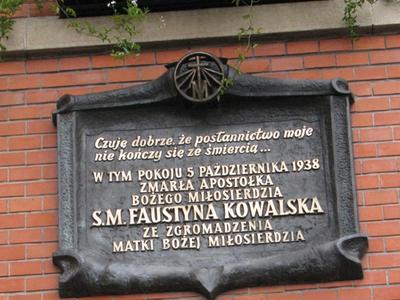 Czuję dobrze, że posłannictwo moje
nie kończy się ze śmiercią...
W TYM POKOJU 5 PAŹDZIERNIKA 1938
ZMARŁA APOSTOŁKA
BOŻEGO MIŁOSIERDZIA
S.M. FAUSTYNA KOWALSKA
ZE ZGROMADZENIA
MATKI BOŻEJ MIŁOSIERDZIA